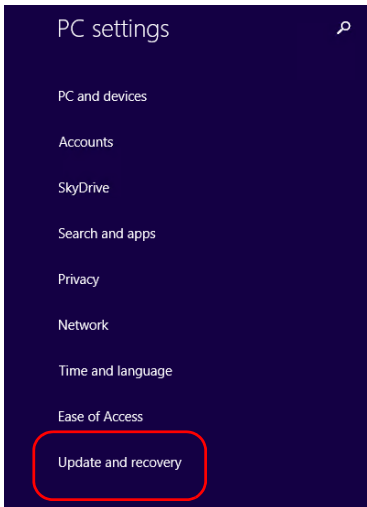 PC settings
PC and devices
Accounts
SkyDrive
Search and apps
Privacy
Network
Time and language
Ease of Access
Update and recovery